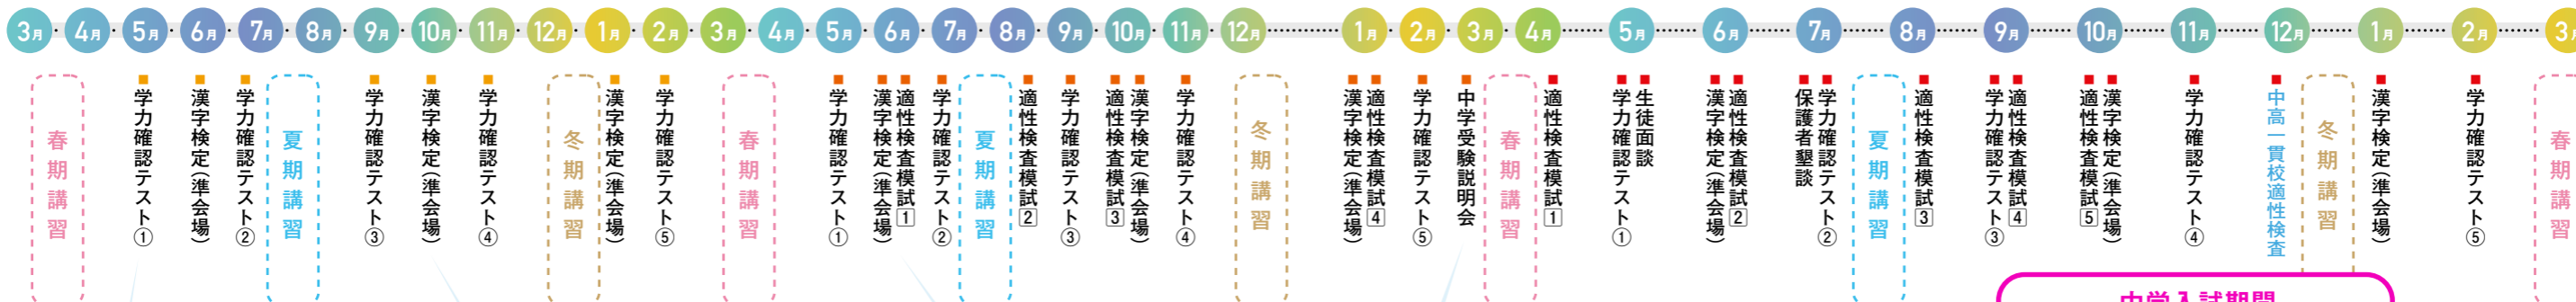 3月 4月 5月 6月 7月 8月 9月 10月 11月 12月 1月 2月 3月 4月 5月 6月 7月 8月 9月 10月 11月 12月 1月 2月 3月 4月 5月 6月 7月 8月 9月 10月 11月 12月 1月 2月 3月
春期講習
学力確認テスト①
漢字検定(準会場)
学力確認テスト②
夏期講習
学力確認テスト③
漢字検定(準会場)
学力確認テスト④
冬期講習
漢字検定(準会場)
学力確認テスト⑤
春期講習
学力確認テスト①
漢字検定(準会場)
適性検査模試1
学力確認テスト②
夏期講習
適性検査模試2
学力確認テスト③
適性検査模試3
漢字検定(準会場)
学力確認テスト④
冬期講習
漢字検定(準会場)
適性検査模試4
学力確認テスト⑤
中学受験説明会
春期講習
適性検査模試1
学力確認テスト①
生徒面談
漢字検定(準会場)
適性検査模試2
保護者懇談
学力確認テスト②
夏期講習
適性検査模試3
学力確認テスト③
適性検査模試4
適性検査模試5
漢字検定(準会場)
学力確認テスト④
中高一貫校適性検査
冬期講習
漢字検定(準会場)
学力確認テスト⑤
春期講習
中学入試期間